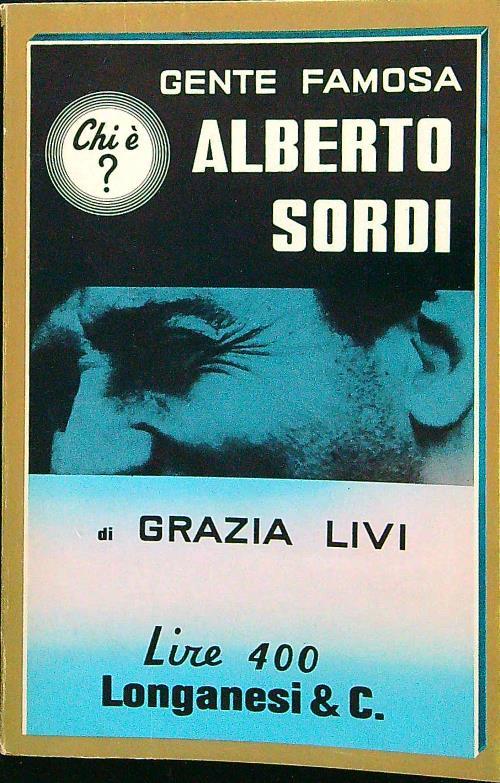 GENTE FAMOSA
Chi è
?
ALBERTO
SORDI
di GRAZIA LIVI
Lire 400
Longanesi & C.